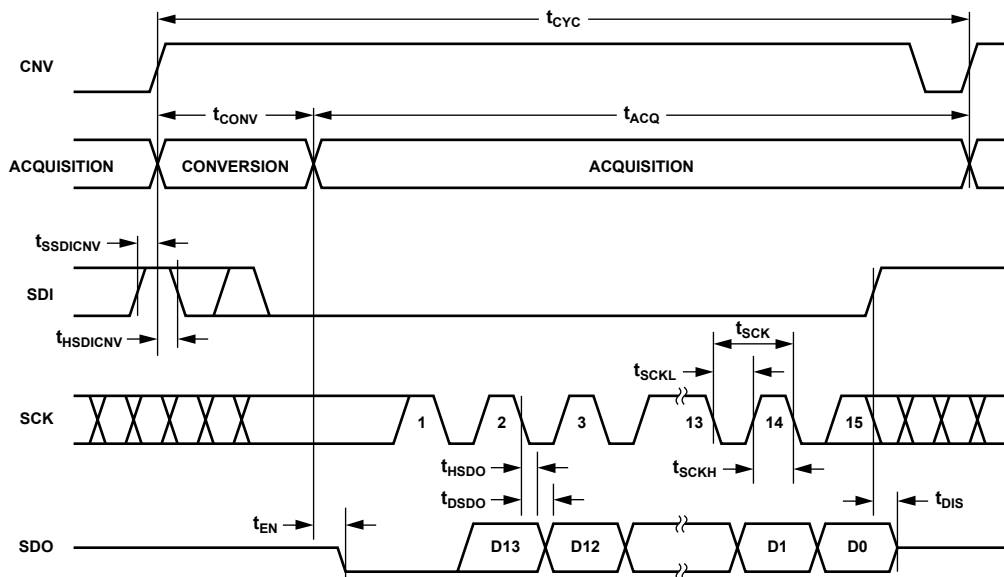 tCYC
CNV
tCONV
tACQ
ACQUISITION
CONVERSION
ACQUISITION
tSSDICNV
SDI
tHSDICNV
tSCK
tSCKL
SCK
1
2
3
13
14
15
tHSDO
tSCKH
tDSDO
tEN
tDIS
SDO
D13
D12
D1
D0